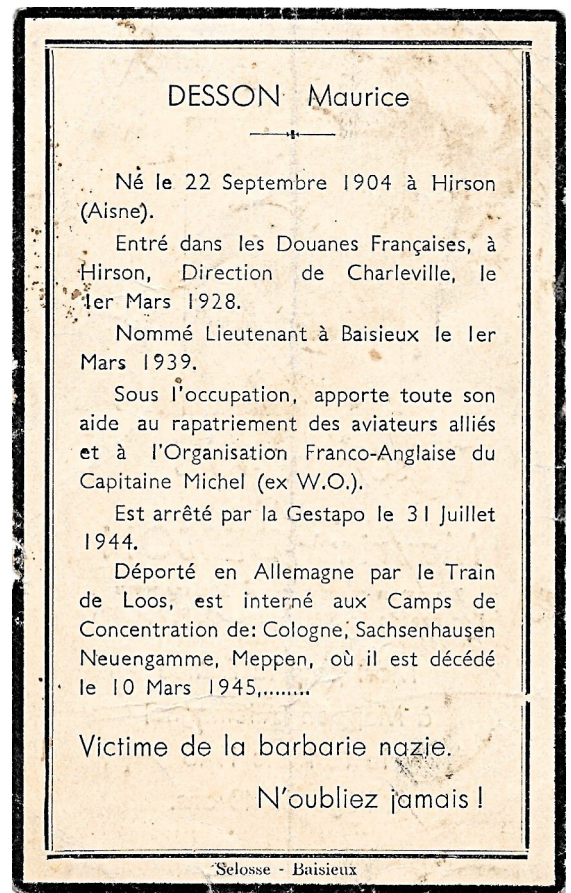 DESSON Maurice
Né le 22 Septembre 1904 à Hirson
(Aisne).
Entré dans les Douanes Françaises, à
Hirson, Direction de Charleville, le
1er Mars 1928.
Nommé Lieutenant à Baisieux le 1er
Mars 1939.
Sous l'occupation, apporte toute son
aide au rapatriement des aviateurs alliés
et à l'Organisation Franco-Anglaise du
Capitaine Michel (ex W.O.).
Est arrêté par la Gestapo le 31 Juillet
1944.
Déporté en Allemagne par le Train
de Loos, est interné aux Camps de
Concentration de: Cologne, Sachsenhausen
Neuengamme, Meppen, où il est décédé
le 10 Mars 1945,........
Victime de la barbarie nazie.
N'oubliez jamais !
Selosse - Baisieux